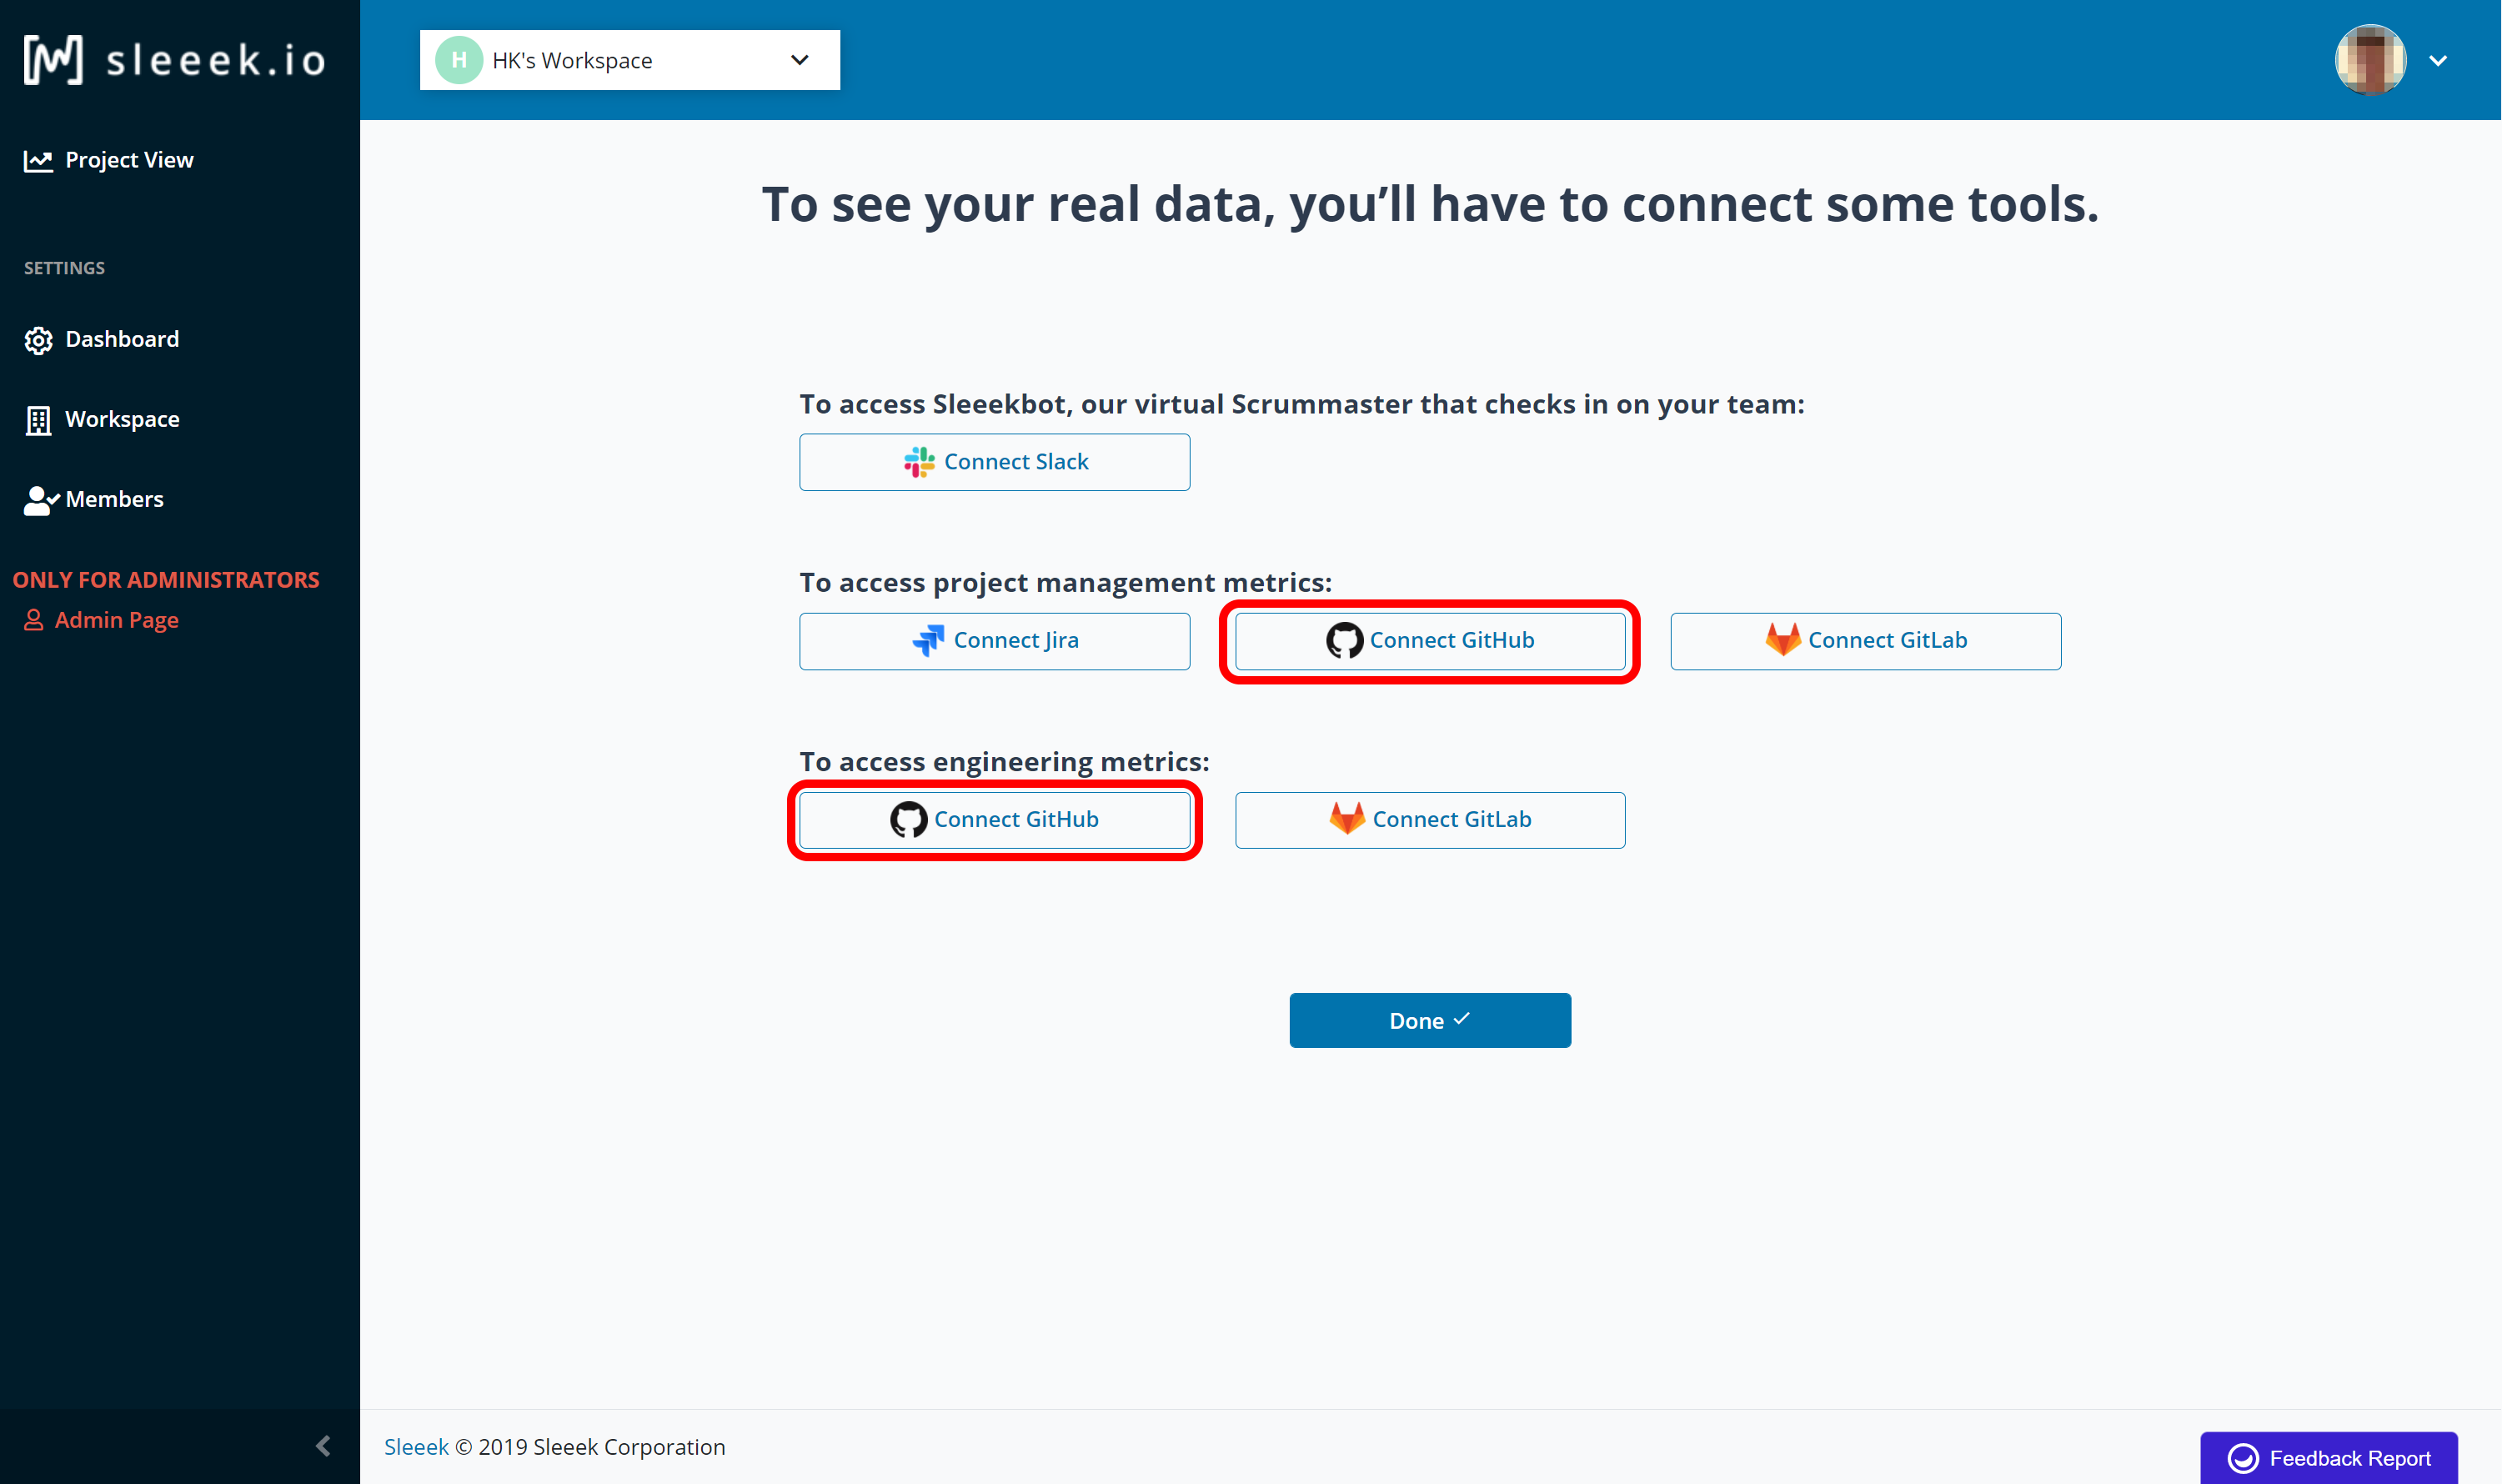 sleeek.io
H HK's Workspace
Project View
To see your real data, you’ll have to connect some tools.
SETTINGS
Dashboard
Workspace
Members
ONLY FOR ADMINISTRATORS
Admin Page
To access Sleeekbot, our virtual Scrummaster that checks in on your team:
Connect Slack
To access project management metrics:
Connect Jira
Connect GitHub
Connect GitLab
To access engineering metrics:
Connect GitHub
Connect GitLab
Done
Sleeek © 2019 Sleeek Corporation
Feedback Report